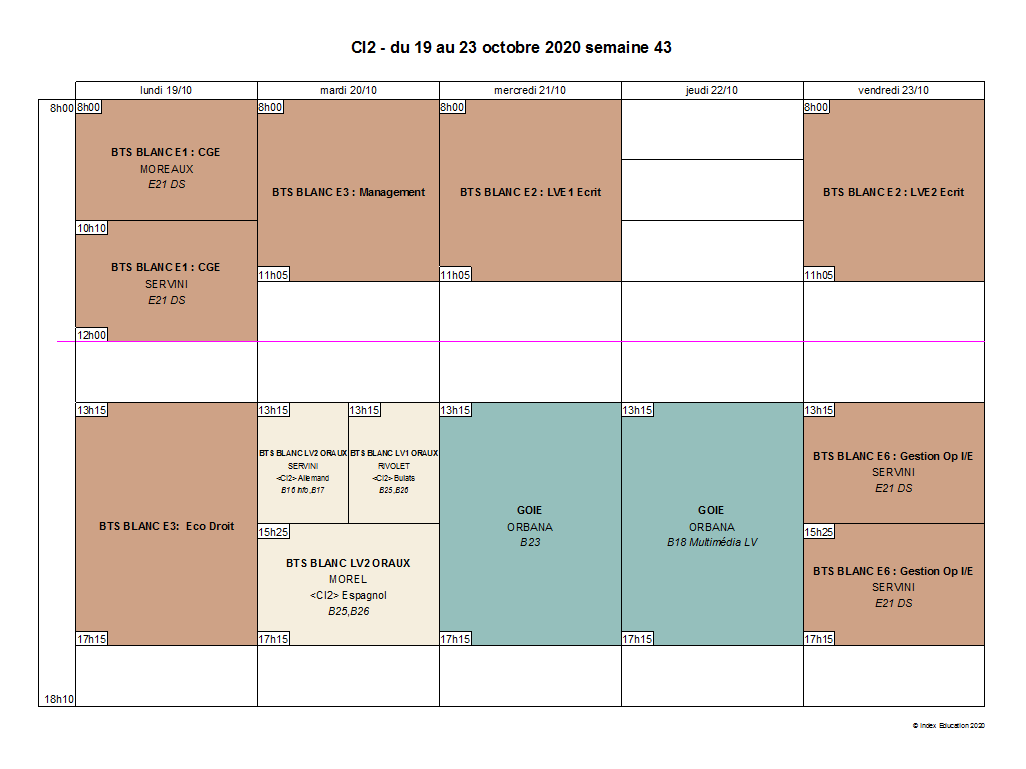 CI2 - du 19 au 23 octobre 2020 semaine 43
lundi 19/10
mardi 20/10
mercredi 21/10
jeudi 22/10
vendredi 23/10
8h00
8h00
BTS BLANC E1 : CGE
MOREAUX
E21 DS
10h10
BTS BLANC E1 : CGE
SERVINI
E21 DS
12h00
13h15
BTS BLANC E3:  Eco Droit
17h15
8h00
BTS BLANC E3 : Management
11h05
13h15
BTS BLANC LV2 ORAUX
SERVINI
<CI2> Allemand
B16 Info,B17
13h15
BTS BLANC LV1 ORAUX
RIVOLET
<CI2> Bulats
B25,B26
15h25
BTS BLANC LV2 ORAUX
MOREL
<CI2> Espagnol
B25,B26
17h15
8h00
BTS BLANC E2 : LVE1 Ecrit
11h05
13h15
GOIE
ORBANA
B23
17h15
13h15
GOIE
ORBANA
B18 Multimédia LV
17h15
8h00
BTS BLANC E2 : LVE2 Ecrit
11h05
13h15
BTS BLANC E6 : Gestion Op I/E
SERVINI
E21 DS
15h25
BTS BLANC E6 : Gestion Op I/E
SERVINI
E21 DS
17h15
18h10
© Index Education 2020